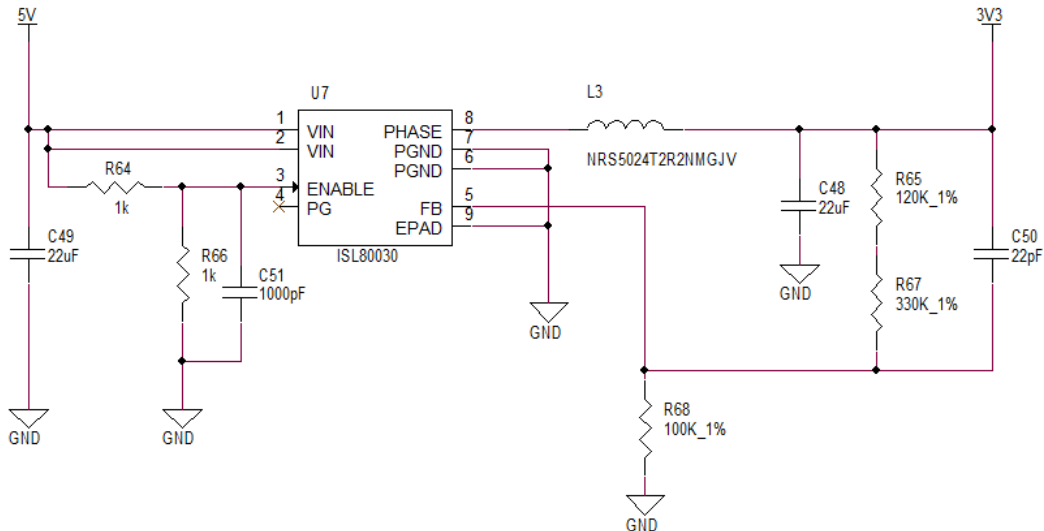 5V
3V3
U7
L3
1
VIN
PHASE
8
2
VIN
PGND
7
PGND
6
R64
1k
3
ENABLE
4
PG
FB
5
EPAD
9
ISL80030
NRS5024T2R2NMGJV
C49
22uF
R66
1k
C51
1000pF
C48
22uF
R65
120K_1%
C50
22pF
R67
330K_1%
GND
GND
R68
100K_1%
GND
GND
GND